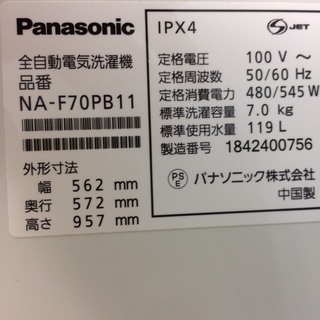 Panasonic
全自動電気洗濯機
品番
NA-F70PB11
外形寸法
幅 562 mm
奥行 572 mm
高さ 957 mm
IPX4
S JET
定格電圧 100 V ～
定格周波数 50/60 Hz
定格消費電力 480/545 W
標準洗濯容量 7.0 kg
標準使用水量 119 L
製造番号 1842400756
PS
E
パナソニック株式会社
中国製